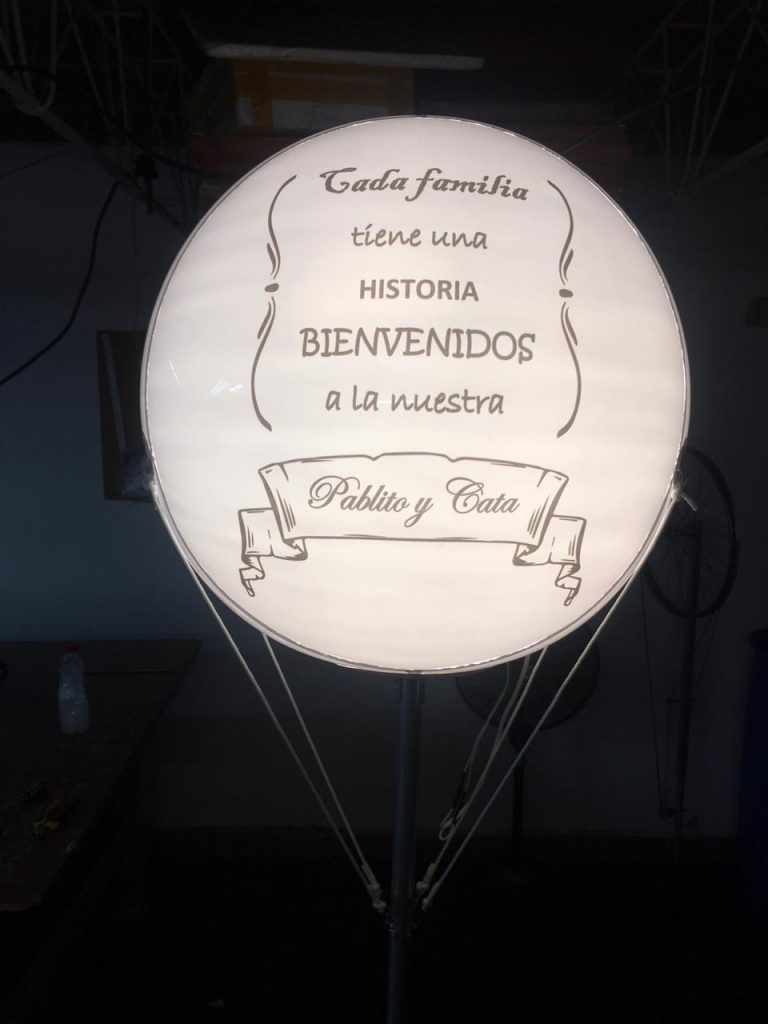 Cada familia
tiene una
HISTORIA
BIENVENIDOS
a la nuestra
Pablito y Cata